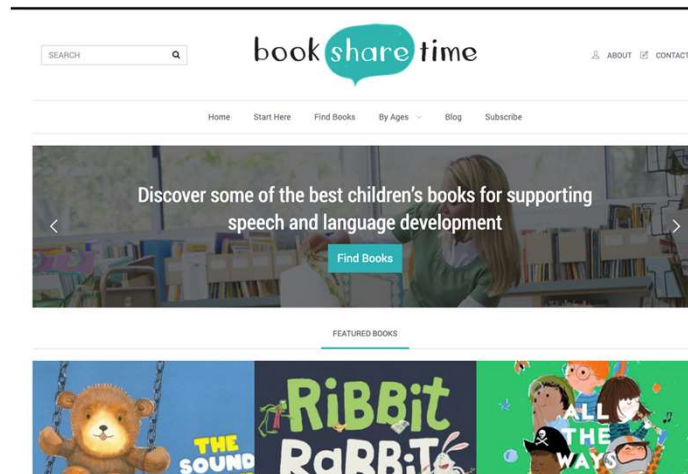 SEARCH
book share time
ABOUT
CONTACT
Home
Start Here
Find Books
By Ages
Blog
Subscribe
Discover some of the best children's books for supporting
speech and language development
Find Books
FEATURED BOOKS
THE
SOUND
RiBBiT
RaBBiT
ALL
THE
WAYS